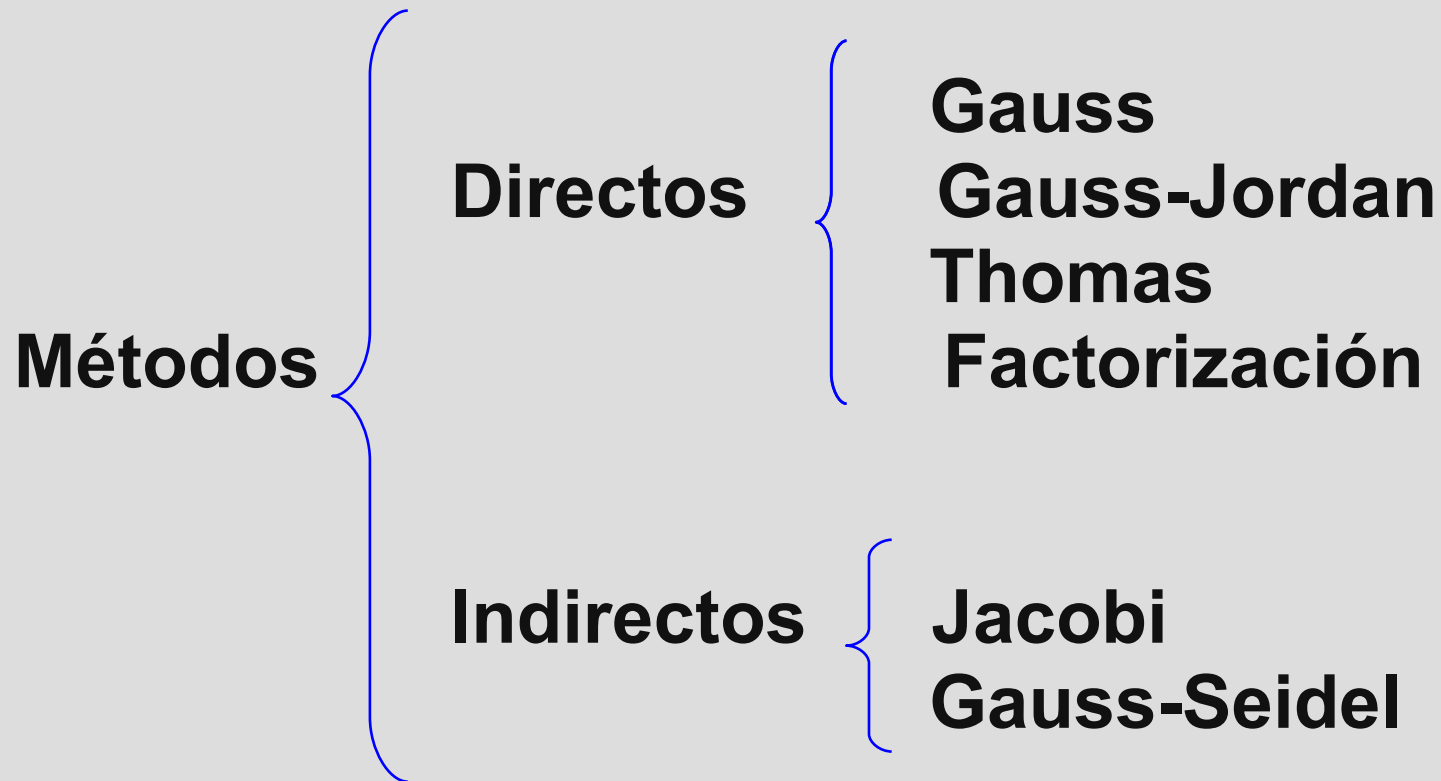 Métodos
Directos
Gauss
Gauss-Jordan
Thomas
Factorización
Indirectos
Jacobi
Gauss-Seidel